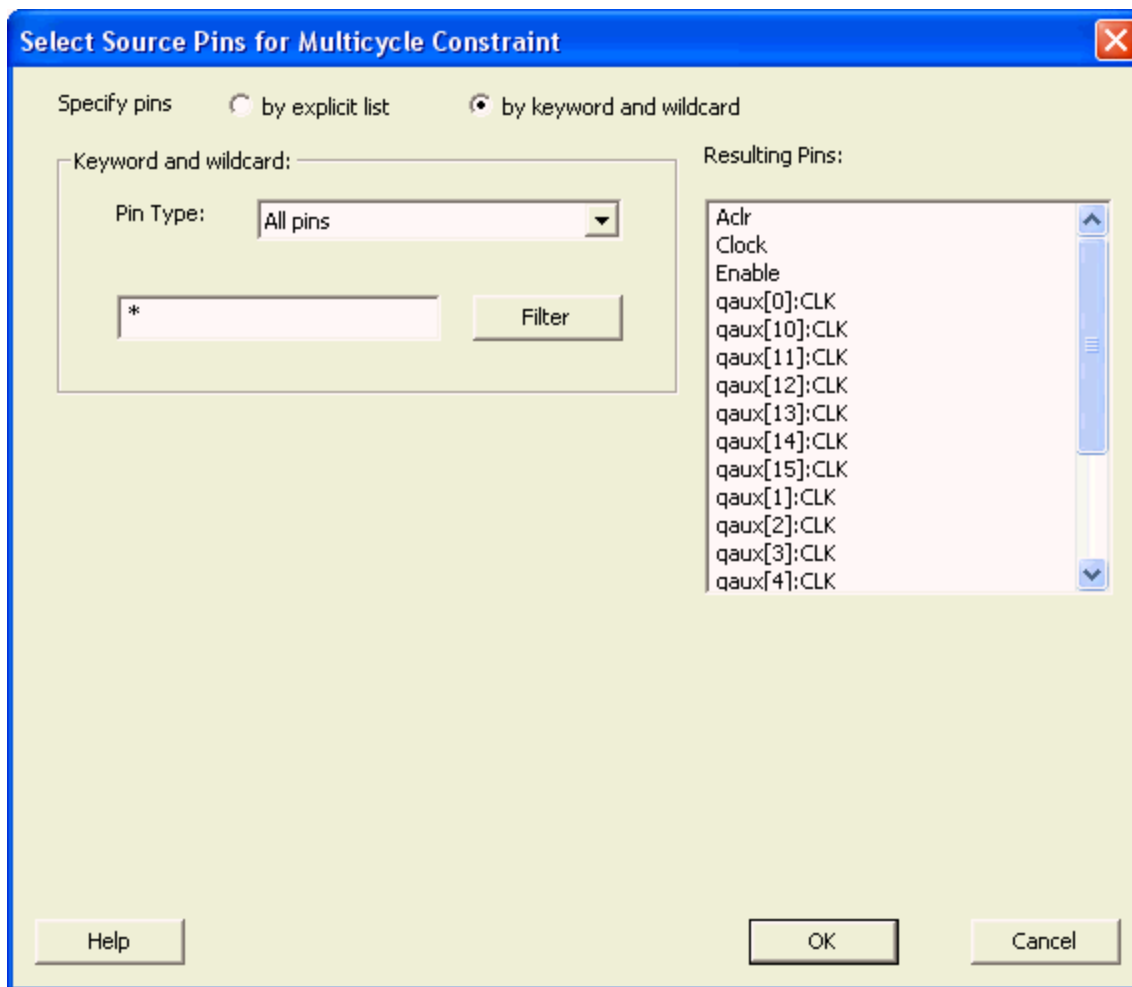 Select Source Pins for Multicycle Constraint
Specify pins by explicit list by keyword and wildcard
Keyword and wildcard:
Pin Type: All pins
*
Filter
Resulting Pins:
Aclr
Clock
Enable
qaux[0]:CLK
qaux[10]:CLK
qaux[11]:CLK
qaux[12]:CLK
qaux[13]:CLK
qaux[14]:CLK
qaux[15]:CLK
qaux[1]:CLK
qaux[2]:CLK
qaux[3]:CLK
qaux[4]:CLK
Help OK Cancel